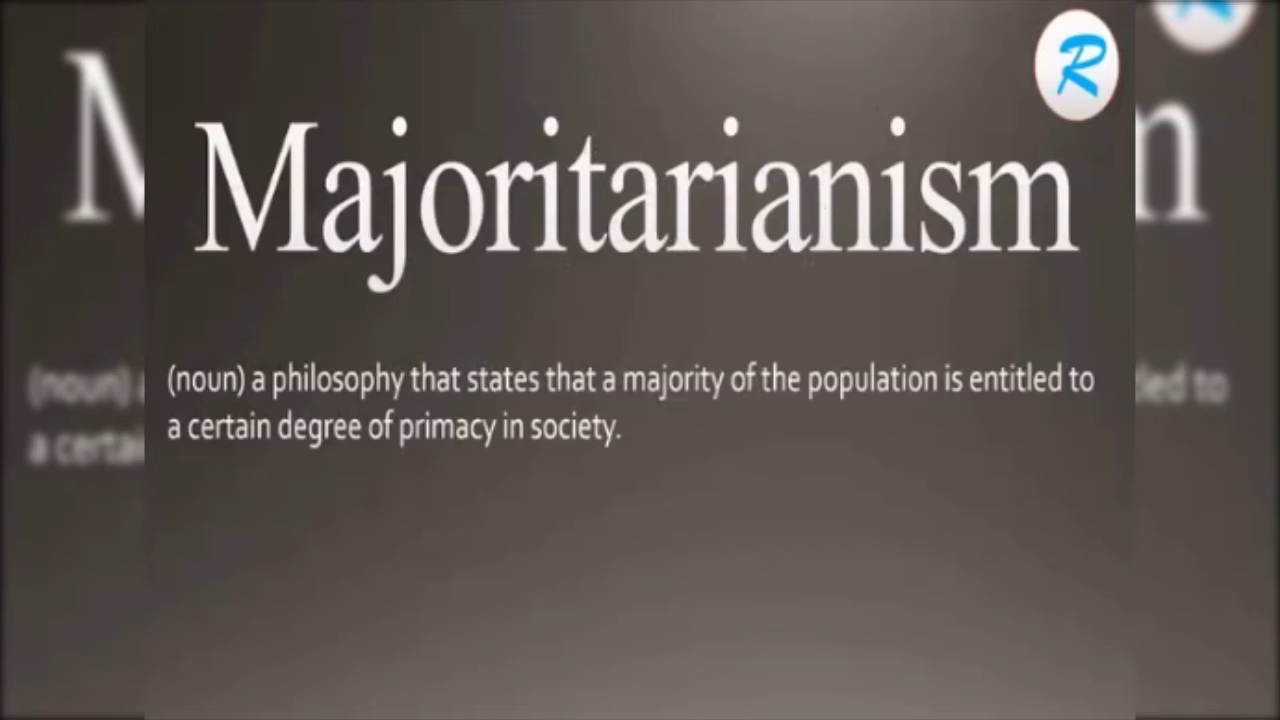 R
Majoritarianism
(noun) a philosophy that states that a majority of the population is entitled to
a certain degree of primacy in society.